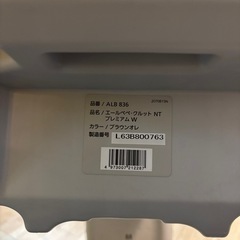 品番 / ALB 836
品名 / エールベベ・クルット NT
プレミアム W
カラー / ブラウンオレ
製造番号 L63B800763
4973007212287